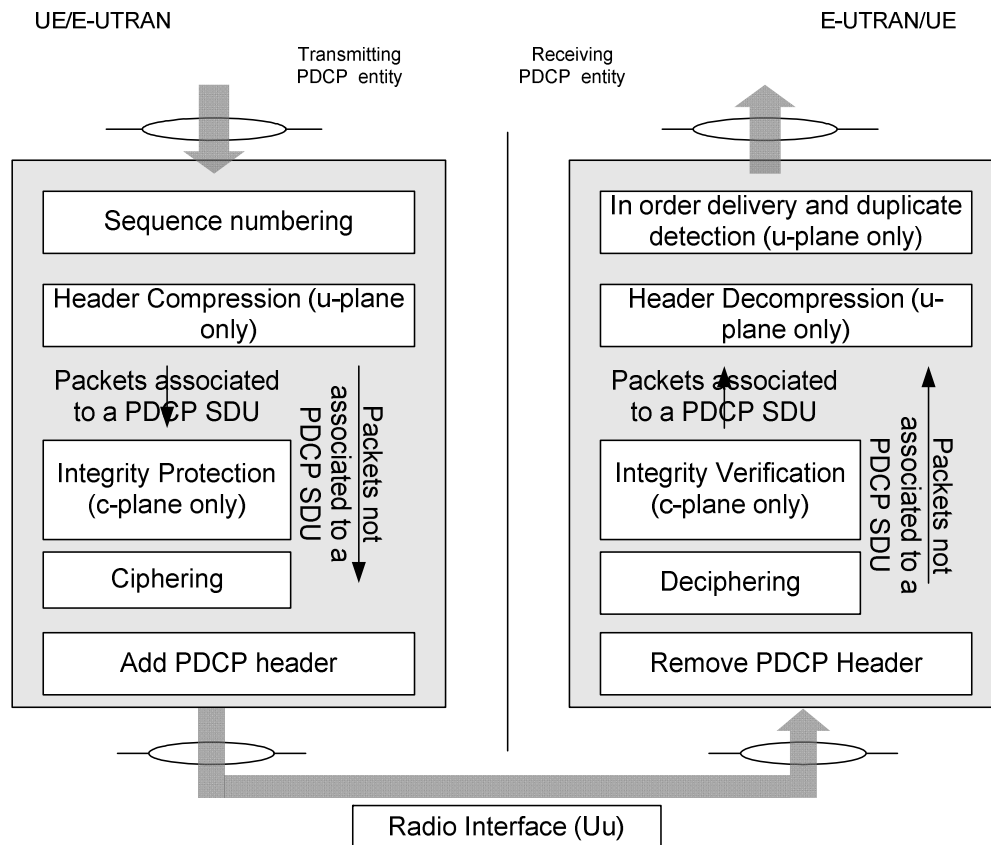 UE/E-UTRAN
E-UTRAN/UE
Transmitting
PDCP entity
Receiving
PDCP entity
Sequence numbering
Header Compression (u-plane
only)
Packets associated
to a PDCP SDU
Packets not
associated to a
PDCP SDU
Integrity Protection
(c-plane only)
Ciphering
Add PDCP header
In order delivery and duplicate
detection (u-plane only)
Header Decompression (u-
plane only)
Packets associated
to a PDCP SDU
Packets not
associated to a
PDCP SDU
Integrity Verification
(c-plane only)
Deciphering
Remove PDCP Header
Radio Interface (Uu)